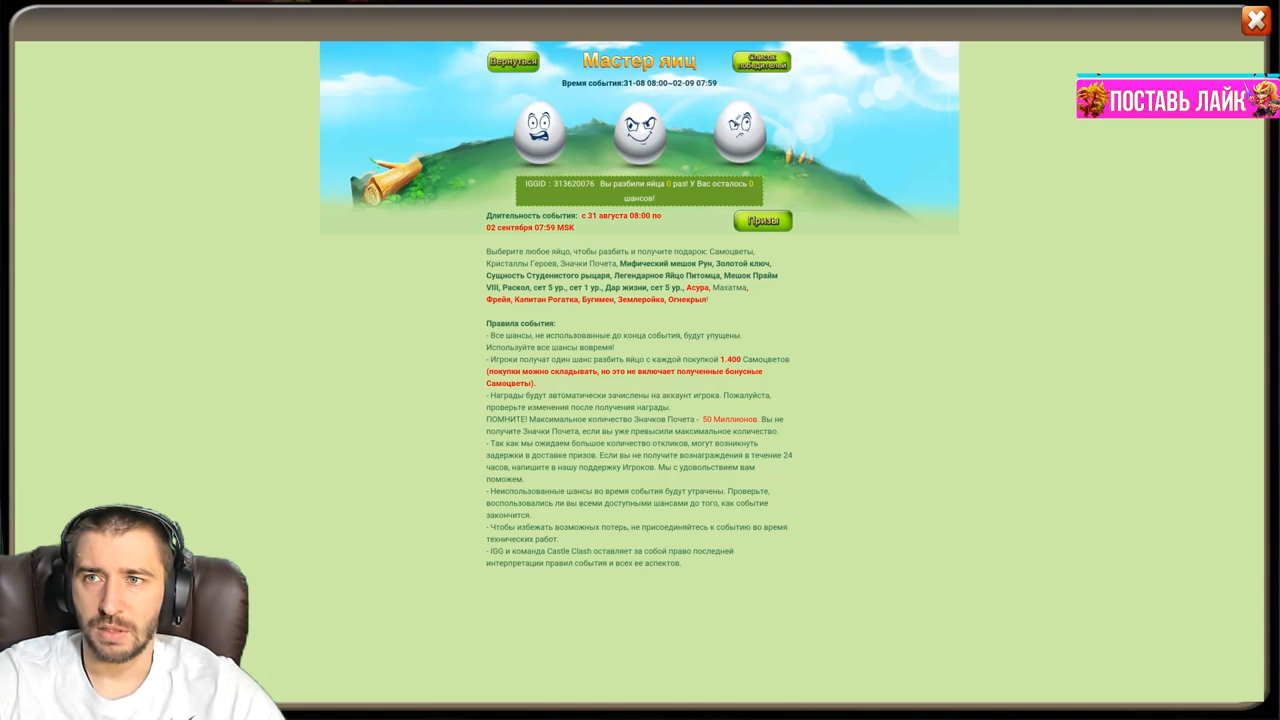 Вернуться
Мастер яиц
Список
победителей
Время события:31-08 08:00~02-09 07:59
ПОСТАВЬ ЛАЙК
IGGID : 313620076 Вы разбили яйца 0 раз! У Вас осталось 0
шансов!
Длительность события: с 31 августа 08:00 по
02 сентября 07:59 MSK
Призы
Выберите любое яйцо, чтобы разбить и получите подарок: Самоцветы,
Кристаллы Героев, Значки Почета, Мифический мешок Рун, Золотой ключ,
Сущность Студенистого рыцаря, Легендарное Яйцо Питомца, Мешок Прайм
VIII, Раскол, сет 5 ур., сет 1 ур., Дар жизни, сет 5 ур., Асура, Махатма,
Фрейя, Капитан Рогатка, Бугимен, Землеройка, Огнекрыл!
Правила события:
- Все шансы, не использованные до конца события, будут упущены.
Используйте все шансы вовремя!
- Игроки получат один шанс разбить яйцо с каждой покупкой 1.400 Самоцветов
(покупки можно складывать, но это не включает полученные бонусные
Самоцветы).
- Награды будут автоматически зачислены на аккаунт игрока. Пожалуйста,
проверьте изменения после получения награды.
ПОМНИТЕ! Максимальное количество Значков Почета - 50 Миллионов. Вы не
получите Значки Почета, если вы уже превысили максимальное количество.
- Так как мы ожидаем большое количество откликов, могут возникнуть
задержки в доставке призов. Если вы не получите вознаграждения в течение 24
часов, напишите в нашу поддержку Игроков. Мы с удовольствием вам
поможем.
- Неиспользованные шансы во время события будут утрачены. Проверьте,
воспользовались ли вы всеми доступными шансами до того, как событие
закончится.
- Чтобы избежать возможных потерь, не присоединяйтесь к событию во время
технических работ.
- IGG и команда Castle Clash оставляет за собой право последней
интерпретации правил события и всех ее аспектов.